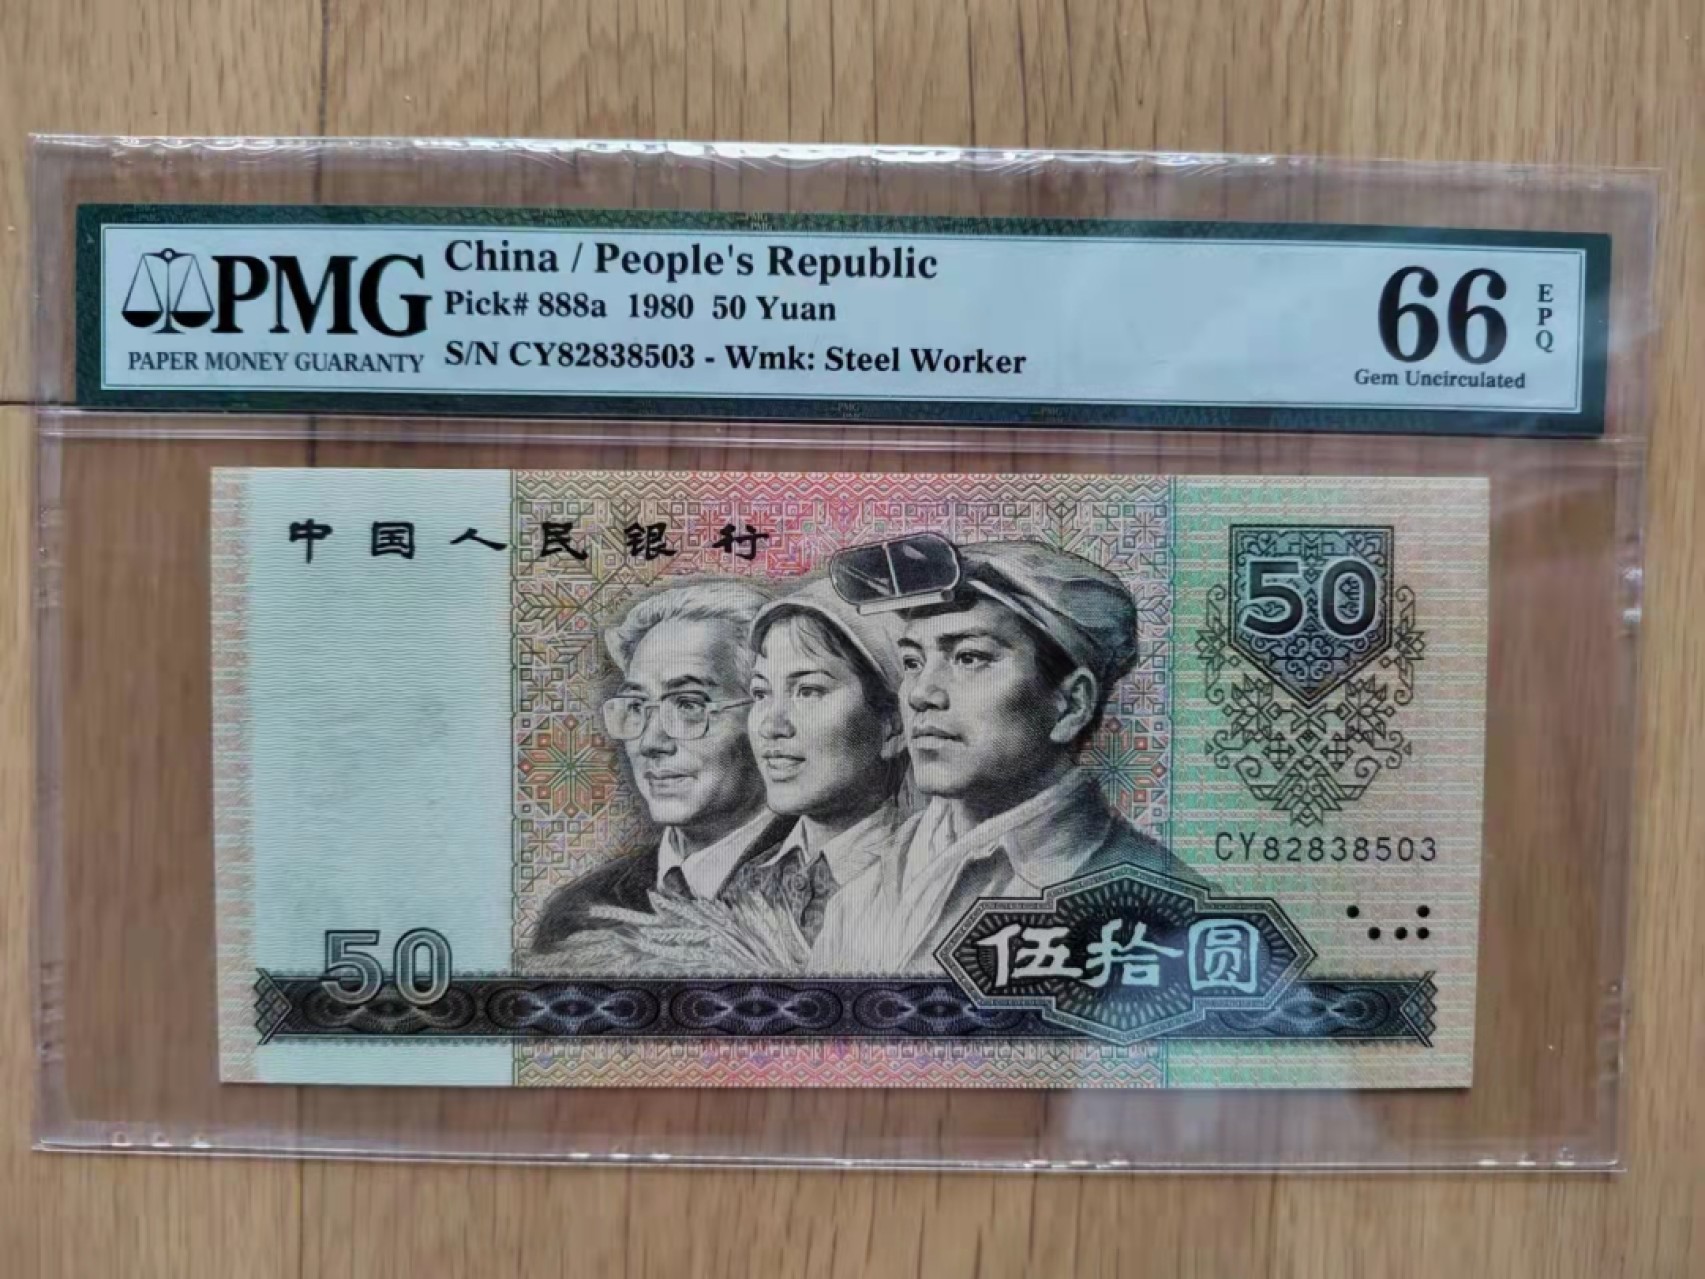 PMG
PAPER MONEY GUARANTY
China / People's Republic
Pick# 888a 1980 50 Yuan
S/N CY82838503 - Wmk: Steel Worker
66
EPQ
Gem Uncirculated
中国人民银行
50
CY82838503
50
伍拾圆